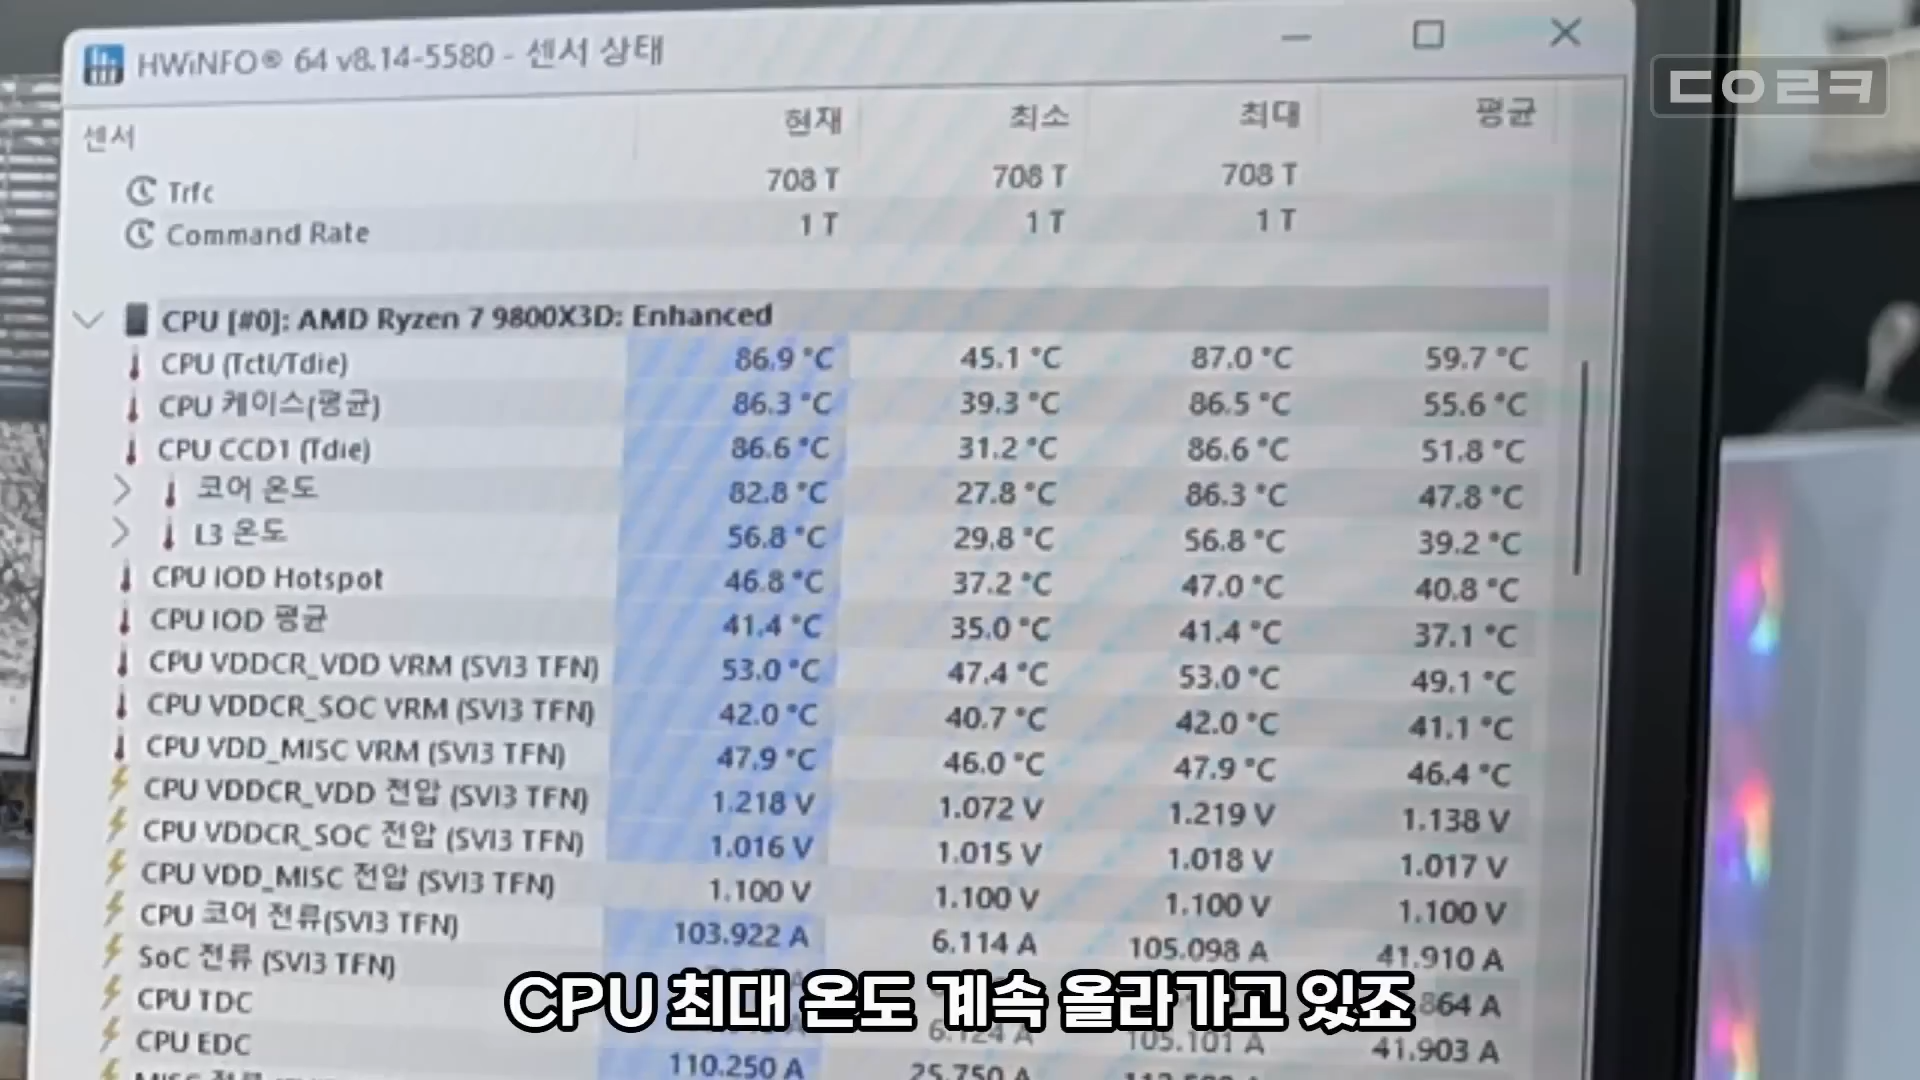 HWiNFO® 64 v8.14-5580 - 센서 상태
ㄷㅇㄹㅋ
센서 현재 최소 최대 평균
Trfc 708 T 708 T 708 T
Command Rate 1 T 1 T 1 T
CPU [#0]: AMD Ryzen 7 9800X3D: Enhanced
CPU (Tctl/Tdie) 86.9 °C 45.1 °C 87.0 °C 59.7 °C
CPU 케이스(평균) 86.3 °C 39.3 °C 86.5 °C 55.6 °C
CPU CCD1 (Tdie) 86.6 °C 31.2 °C 86.6 °C 51.8 °C
코어 온도 82.8 °C 27.8 °C 86.3 °C 47.8 °C
L3 온도 56.8 °C 29.8 °C 56.8 °C 39.2 °C
CPU IOD Hotspot 46.8 °C 37.2 °C 47.0 °C 40.8 °C
CPU IOD 평균 41.4 °C 35.0 °C 41.4 °C 37.1 °C
CPU VDDCR_VDD VRM (SVI3 TFN) 53.0 °C 47.4 °C 53.0 °C 49.1 °C
CPU VDDCR_SOC VRM (SVI3 TFN) 42.0 °C 40.7 °C 42.0 °C 41.1 °C
CPU VDD_MISC VRM (SVI3 TFN) 47.9 °C 46.0 °C 47.9 °C 46.4 °C
CPU VDDCR_VDD 전압 (SVI3 TFN) 1.218 V 1.072 V 1.219 V 1.138 V
CPU VDDCR_SOC 전압 (SVI3 TFN) 1.016 V 1.015 V 1.018 V 1.017 V
CPU VDD_MISC 전압 (SVI3 TFN) 1.100 V 1.100 V 1.100 V 1.100 V
CPU 코어 전류(SVI3 TFN) 103.922 A 6.114 A 105.098 A 41.910 A
SoC 전류 (SVI3 TFN)
CPU TDC 6.124 A 105.101 A 41.903 A
CPU EDC 110.250 A 25.750 A
CPU 최대 온도 계속 올라가고 있죠